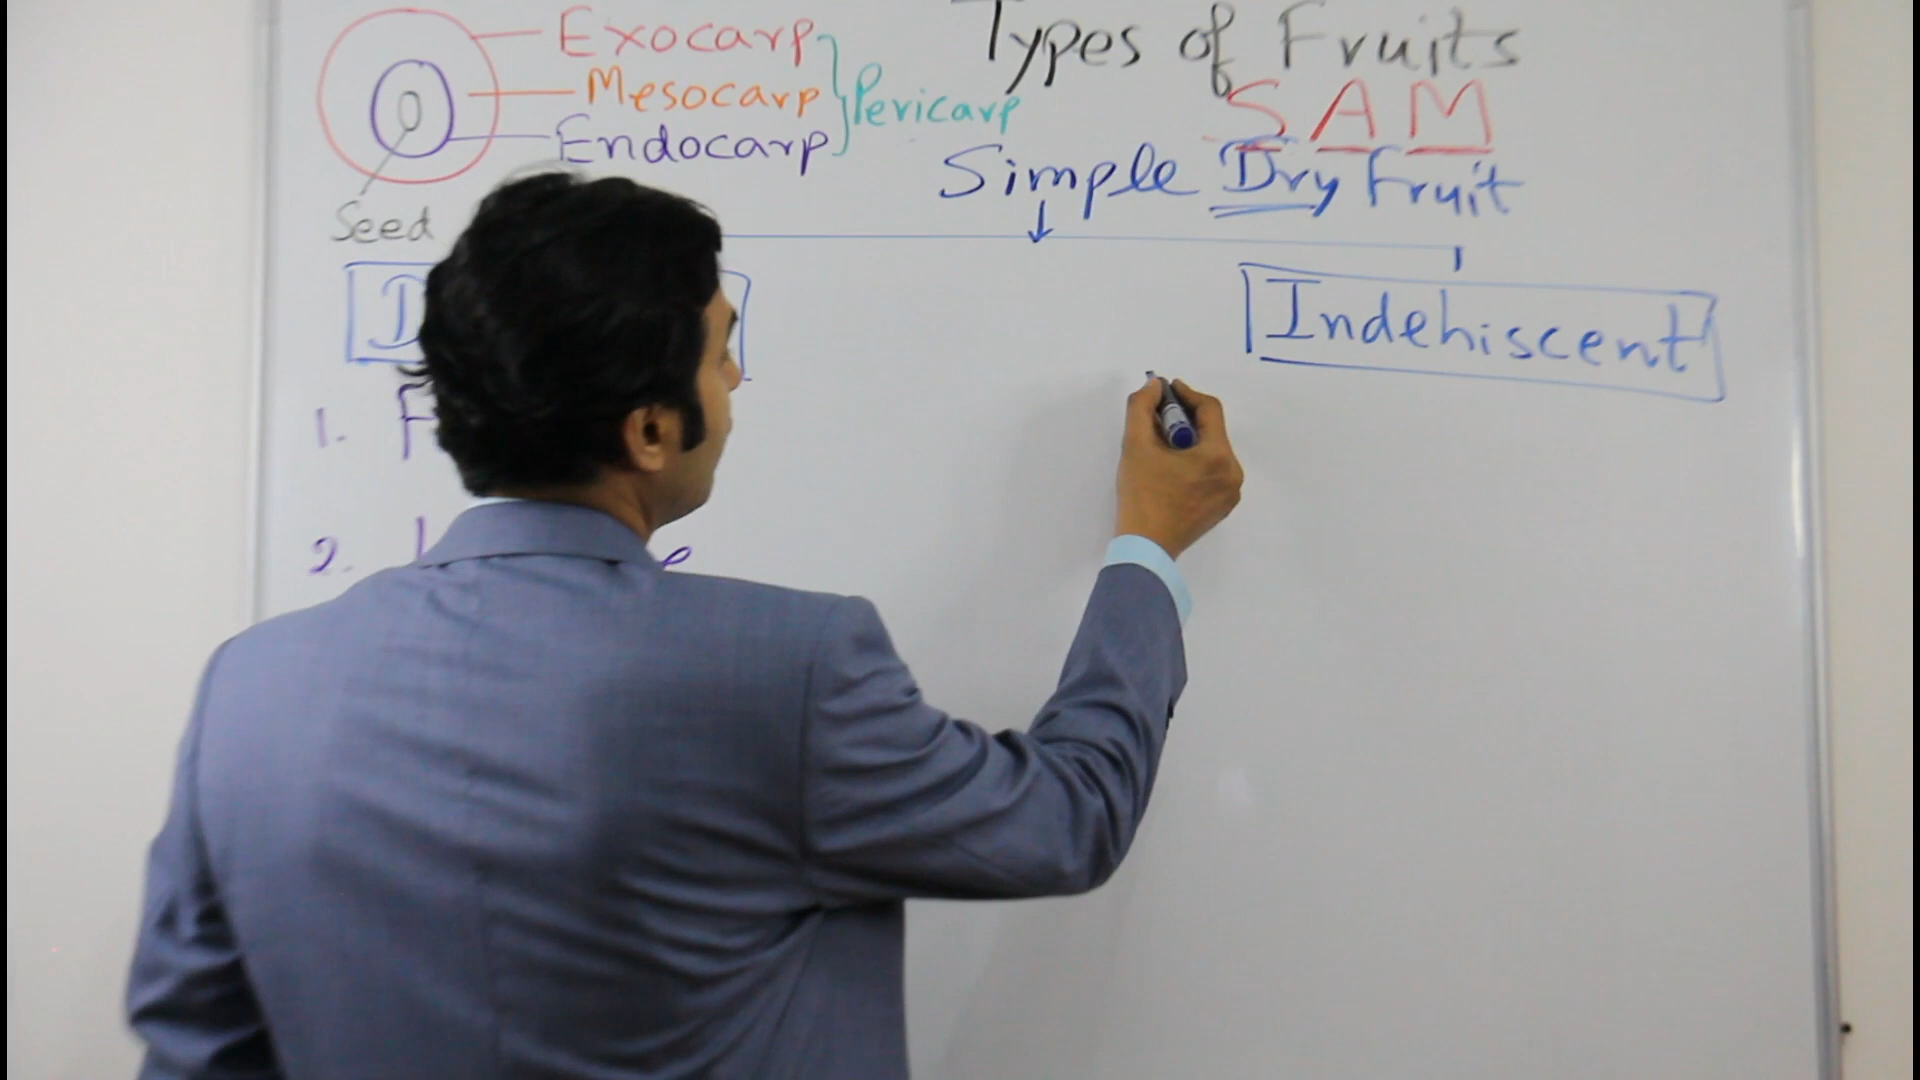 Types of Fruits
Exocarp
Mesocarp
Endocarp
Pericarp
Seed
SAM
Simple Dry Fruit
Indehiscent
1.
2.